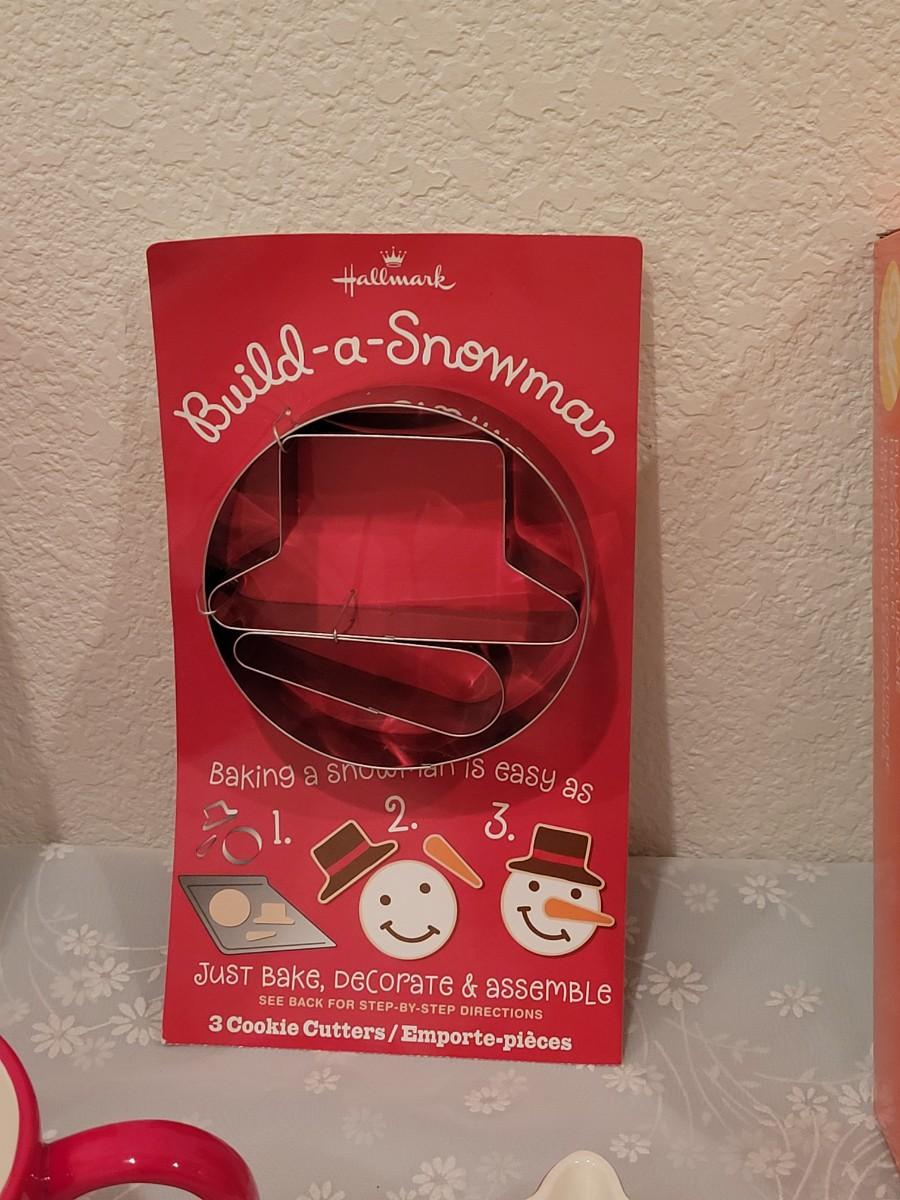 Hallmark
Build-a-Snowman
Baking a snowman is easy as
1. 2. 3.
Just Bake, Decorate & assemble
SEE BACK FOR STEP-BY-STEP DIRECTIONS
3 Cookie Cutters / Emporte-pièces